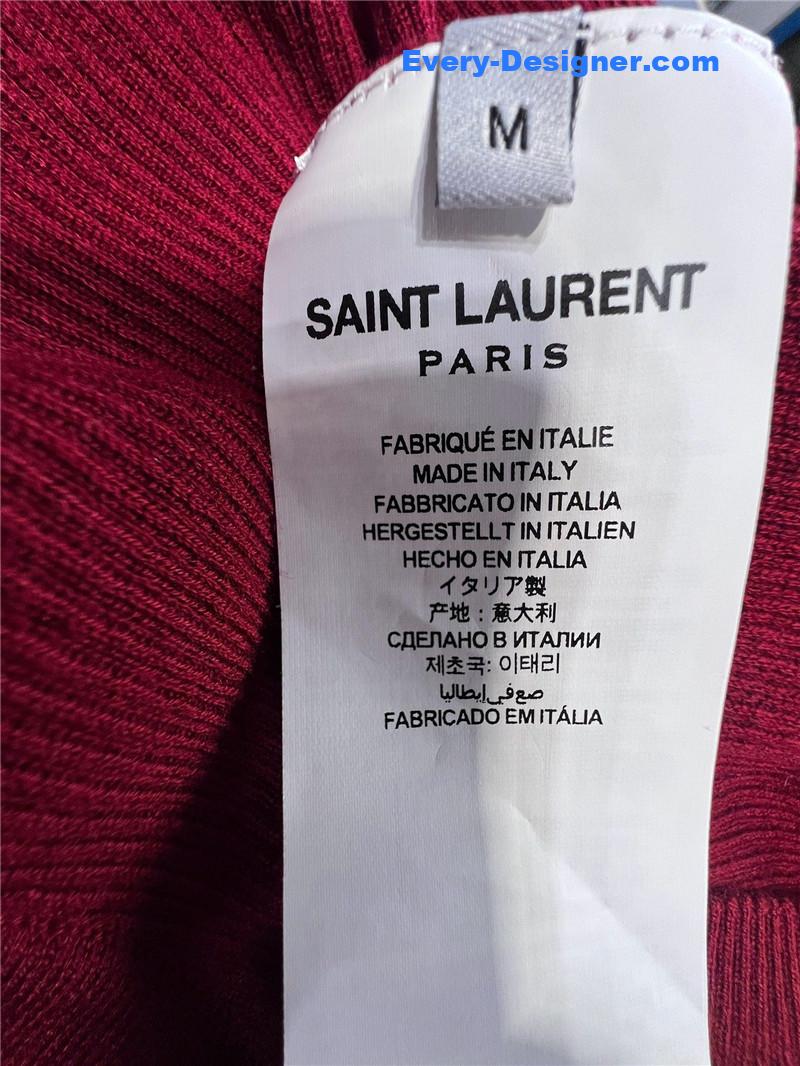 Every-Designer.com
M
SAINT LAURENT
PARIS
FABRIQUÉ EN ITALIE
MADE IN ITALY
FABBRICATO IN ITALIA
HERGESTELLT IN ITALIEN
HECHO EN ITALIA
イタリア製
产地：意大利
СДЕЛАНО В ИТАЛИИ
제초국: 이태리
صع في إيطاليا
FABRICADO EM ITÁLIA